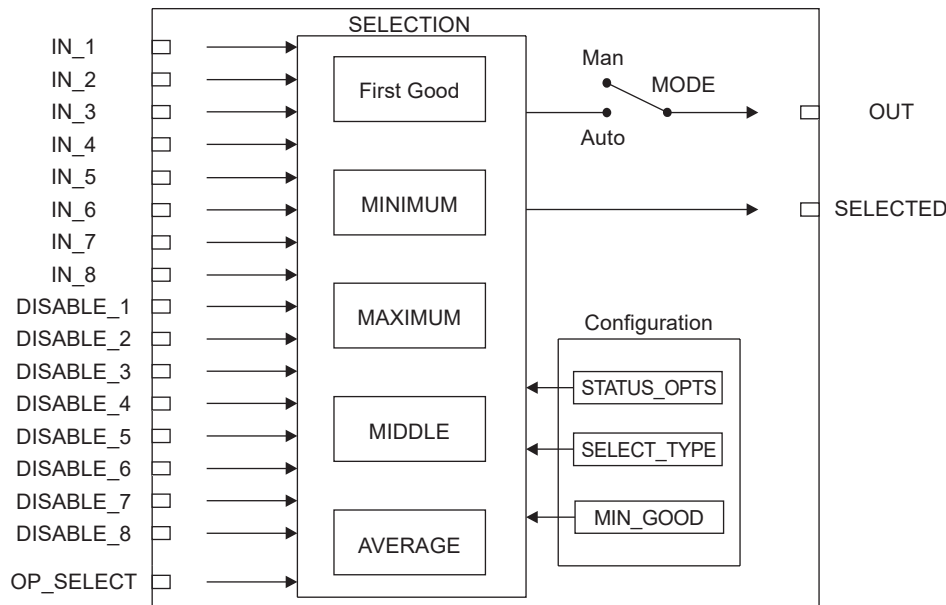 SELECTION
IN_1
IN_2
IN_3
IN_4
IN_5
IN_6
IN_7
IN_8
DISABLE_1
DISABLE_2
DISABLE_3
DISABLE_4
DISABLE_5
DISABLE_6
DISABLE_7
DISABLE_8
OP_SELECT
First Good
MINIMUM
MAXIMUM
MIDDLE
AVERAGE
Man
MODE
Auto
OUT
SELECTED
Configuration
STATUS_OPTS
SELECT_TYPE
MIN_GOOD